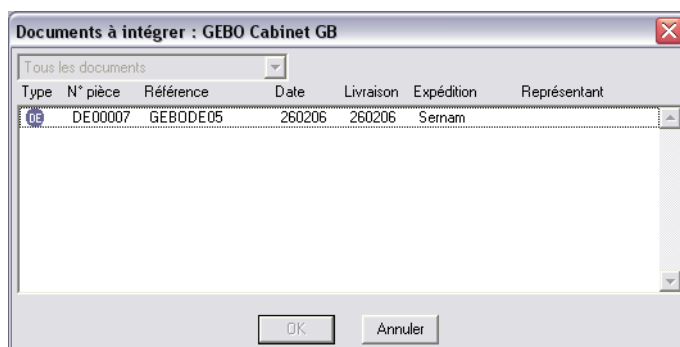 Documents à intégrer : GEBO Cabinet GB
Tous les documents
Type N° pièce Référence Date Livraison Expédition Représentant
DE DE00007 GEBODE05 260206 260206 Sernam
OK Annuler